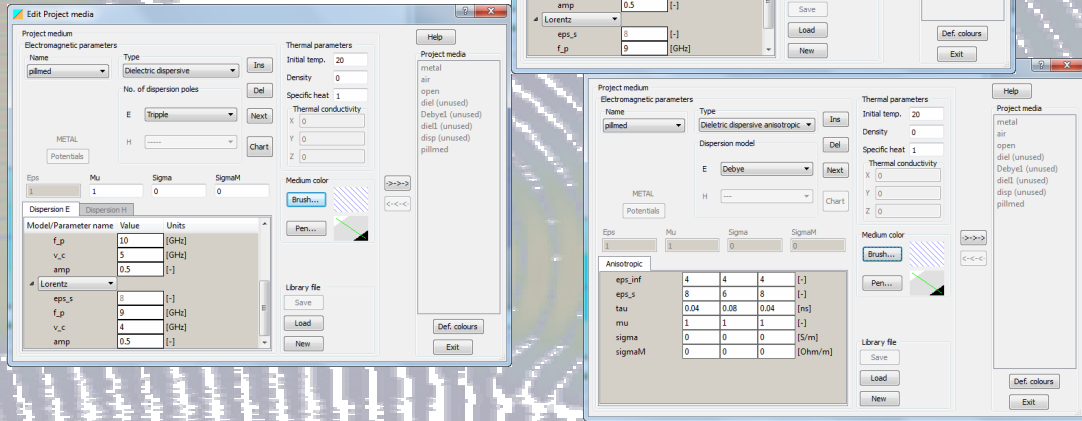 Edit Project media
Project medium
Electromagnetic parameters
Name
Type
pillmed
Dielectric dispersive
Ins
No. of dispersion poles
Del
E
Tripple
Next
METAL
H
-----
Potentials
Chart
Eps
Mu
Sigma
SigmaM
1
1
0
0
Dispersion E
Dispersion H
Model/Parameter name Value Units
f_p 10 [GHz]
v_c 5 [GHz]
amp 0.5 [-]
Lorentz
eps_s 8 [-]
f_p 9 [GHz]
v_c 4 [GHz]
amp 0.5 [-]
Thermal parameters
Initial temp. 20
Density 0
Specific heat 1
Thermal conductivity
X 0
Y 0
Z 0
Medium color
Brush...
Pen...
Library file
Save
Load
New
Help
Project media
metal
air
open
diel (unused)
Debye1 (unused)
diel1 (unused)
disp (unused)
pillmed
->->->
<-<-<-
Def. colours
Exit
amp 0.5 [-]
Lorentz
eps_s 8 [-]
f_p 9 [GHz]
Save
Load
New
Def. colours
Exit
Project medium
Electromagnetic parameters
Name
Type
pillmed
Dieletric dispersive anisotropic
Ins
Dispersion model
Del
E
Debye
Next
METAL
H
----
Potentials
Chart
Eps
Mu
Sigma
SigmaM
1
1
0
0
Anisotropic
eps_inf 4 4 4 [-]
eps_s 8 6 8 [-]
tau 0.04 0.08 0.04 [ns]
mu 1 1 1 [-]
sigma 0 0 0 [S/m]
sigmaM 0 0 0 [Ohm/m]
Thermal parameters
Initial temp. 20
Density 0
Specific heat 1
Thermal conductivity
X 0
Y 0
Z 0
Medium color
Brush...
Pen...
Library file
Save
Load
New
Help
Project media
metal
air
open
diel (unused)
Debye1 (unused)
diel1 (unused)
disp (unused)
pillmed
->->->
<-<-<-
Def. colours
Exit